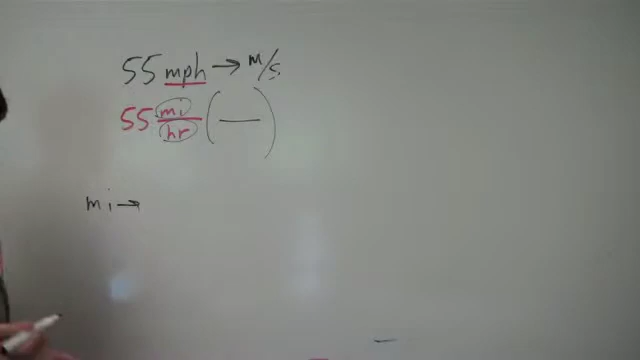 55 mph → m/s
55 mi/hr (—)
mi →